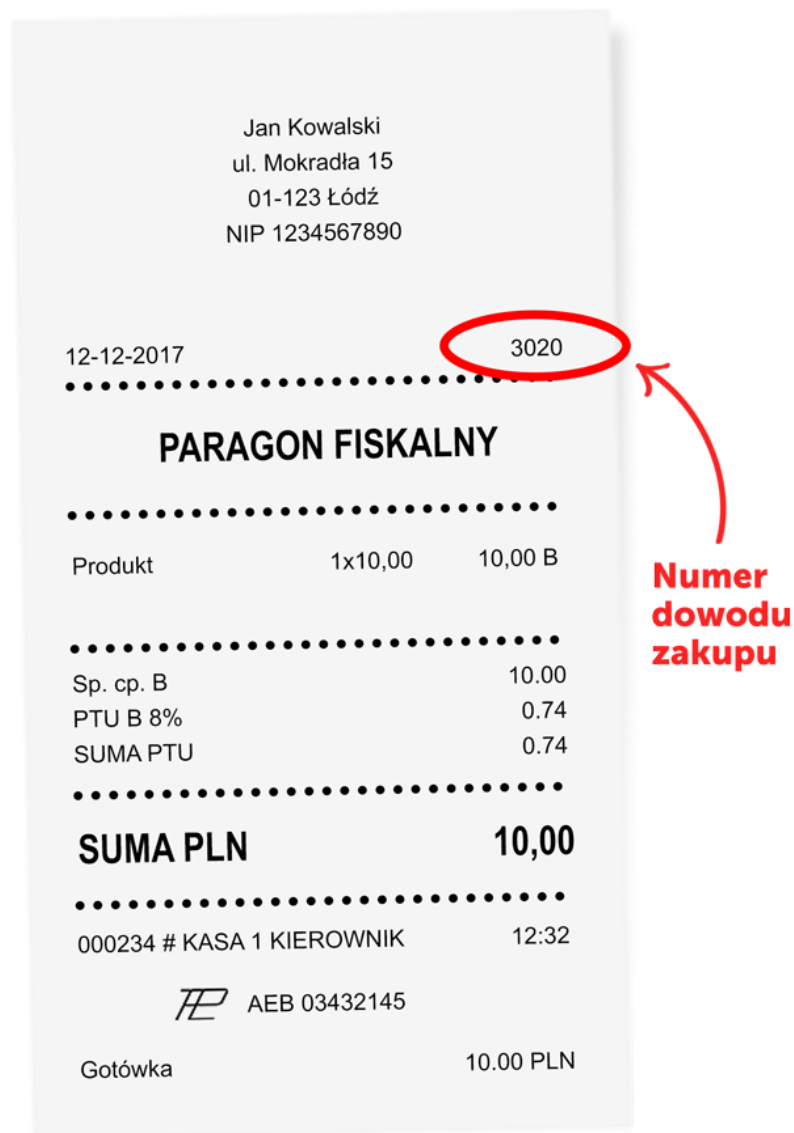 Jan Kowalski
ul. Mokradła 15
01-123 Łódź
NIP 1234567890
12-12-2017 3020
PARAGON FISKALNY
Produkt 1x10,00 10,00 B
Sp. cp. B 10.00
PTU B 8% 0.74
SUMA PTU 0.74
SUMA PLN 10,00
000234 # KASA 1 KIEROWNIK 12:32
AEB 03432145
Gotówka 10.00 PLN
Numer
dowodu
zakupu